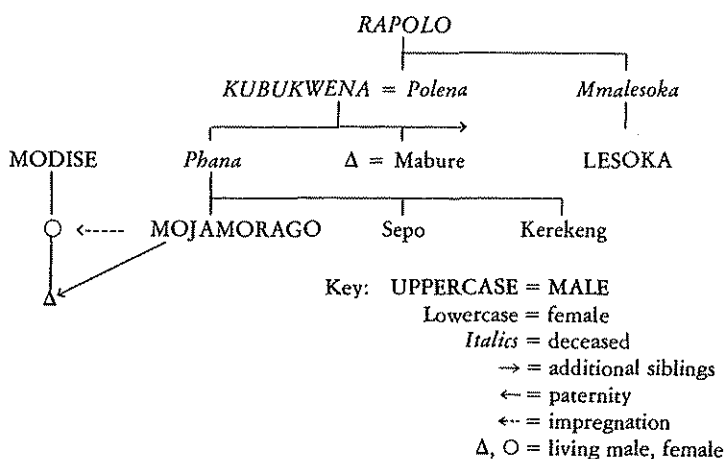 RAPOLO
KUBUKWENA = Polena Mmalesoka
MODISE Phana Δ = Mabure LESOKA
O MOJAMORAGO Sepo Kerekeng
Δ
Key: UPPERCASE = MALE
Lowercase = female
Italics = deceased
→ = additional siblings
← = paternity
⇠ = impregnation
Δ, O = living male, female